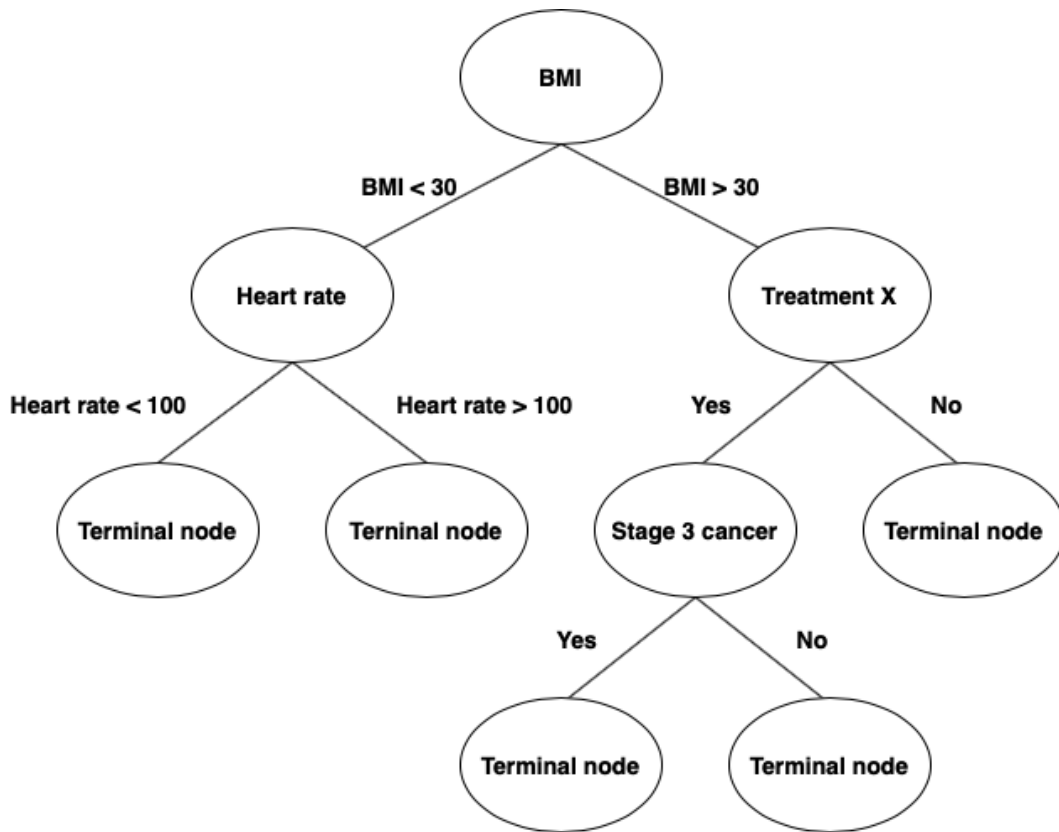 BMI
BMI < 30
BMI > 30
Heart rate
Treatment X
Heart rate < 100
Heart rate > 100
Yes
No
Terminal node
Terninal node
Stage 3 cancer
Terminal node
Yes
No
Terminal node
Terminal node